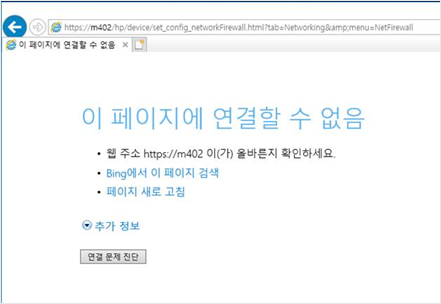 https://m402/hp/device/set_config_networkFirewall.html?tab=Networking&amp;menu=NetFirewall
이 페이지에 연결할 수 없음
이 페이지에 연결할 수 없음
• 웹 주소 https://m402 이(가) 올바른지 확인하세요.
• Bing에서 이 페이지 검색
• 페이지 새로 고침
추가 정보
연결 문제 진단